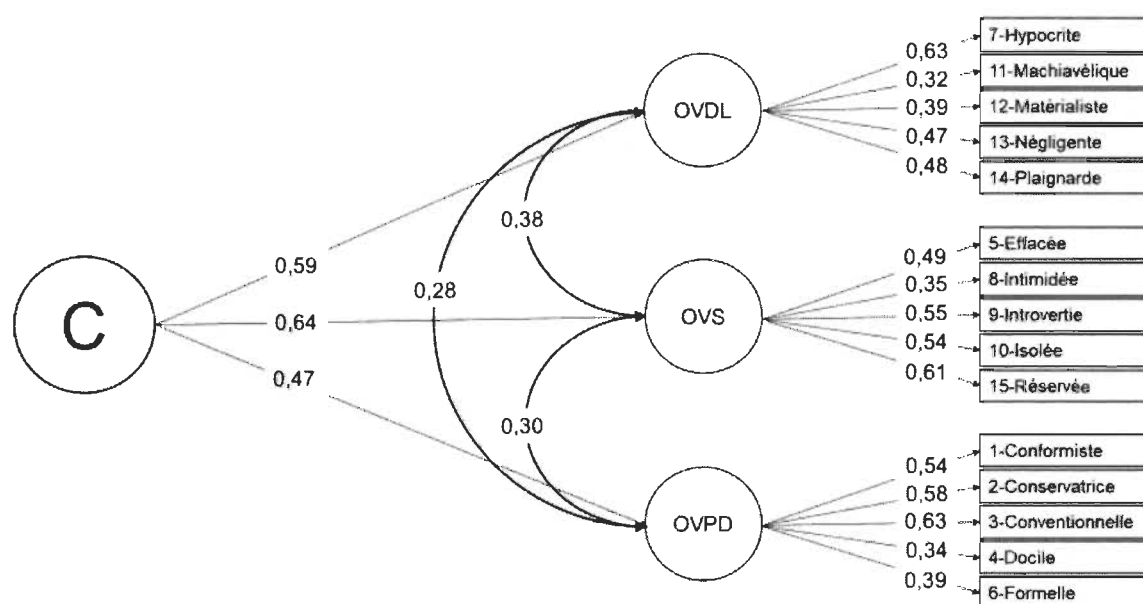 C
0,59
0,64
0,47
0,38
0,28
0,30
OVDL
0,63
0,32
0,39
0,47
0,48
7-Hypocrite
11-Machiavélique
12-Matérialiste
13-Négligente
14-Plaignarde
OVS
0,49
0,35
0,55
0,54
0,61
5-Effacée
8-Intimidée
9-Introvertie
10-Isolée
15-Réservée
OVPD
0,54
0,58
0,63
0,34
0,39
1-Conformiste
2-Conservatrice
3-Conventionnelle
4-Docile
6-Formelle